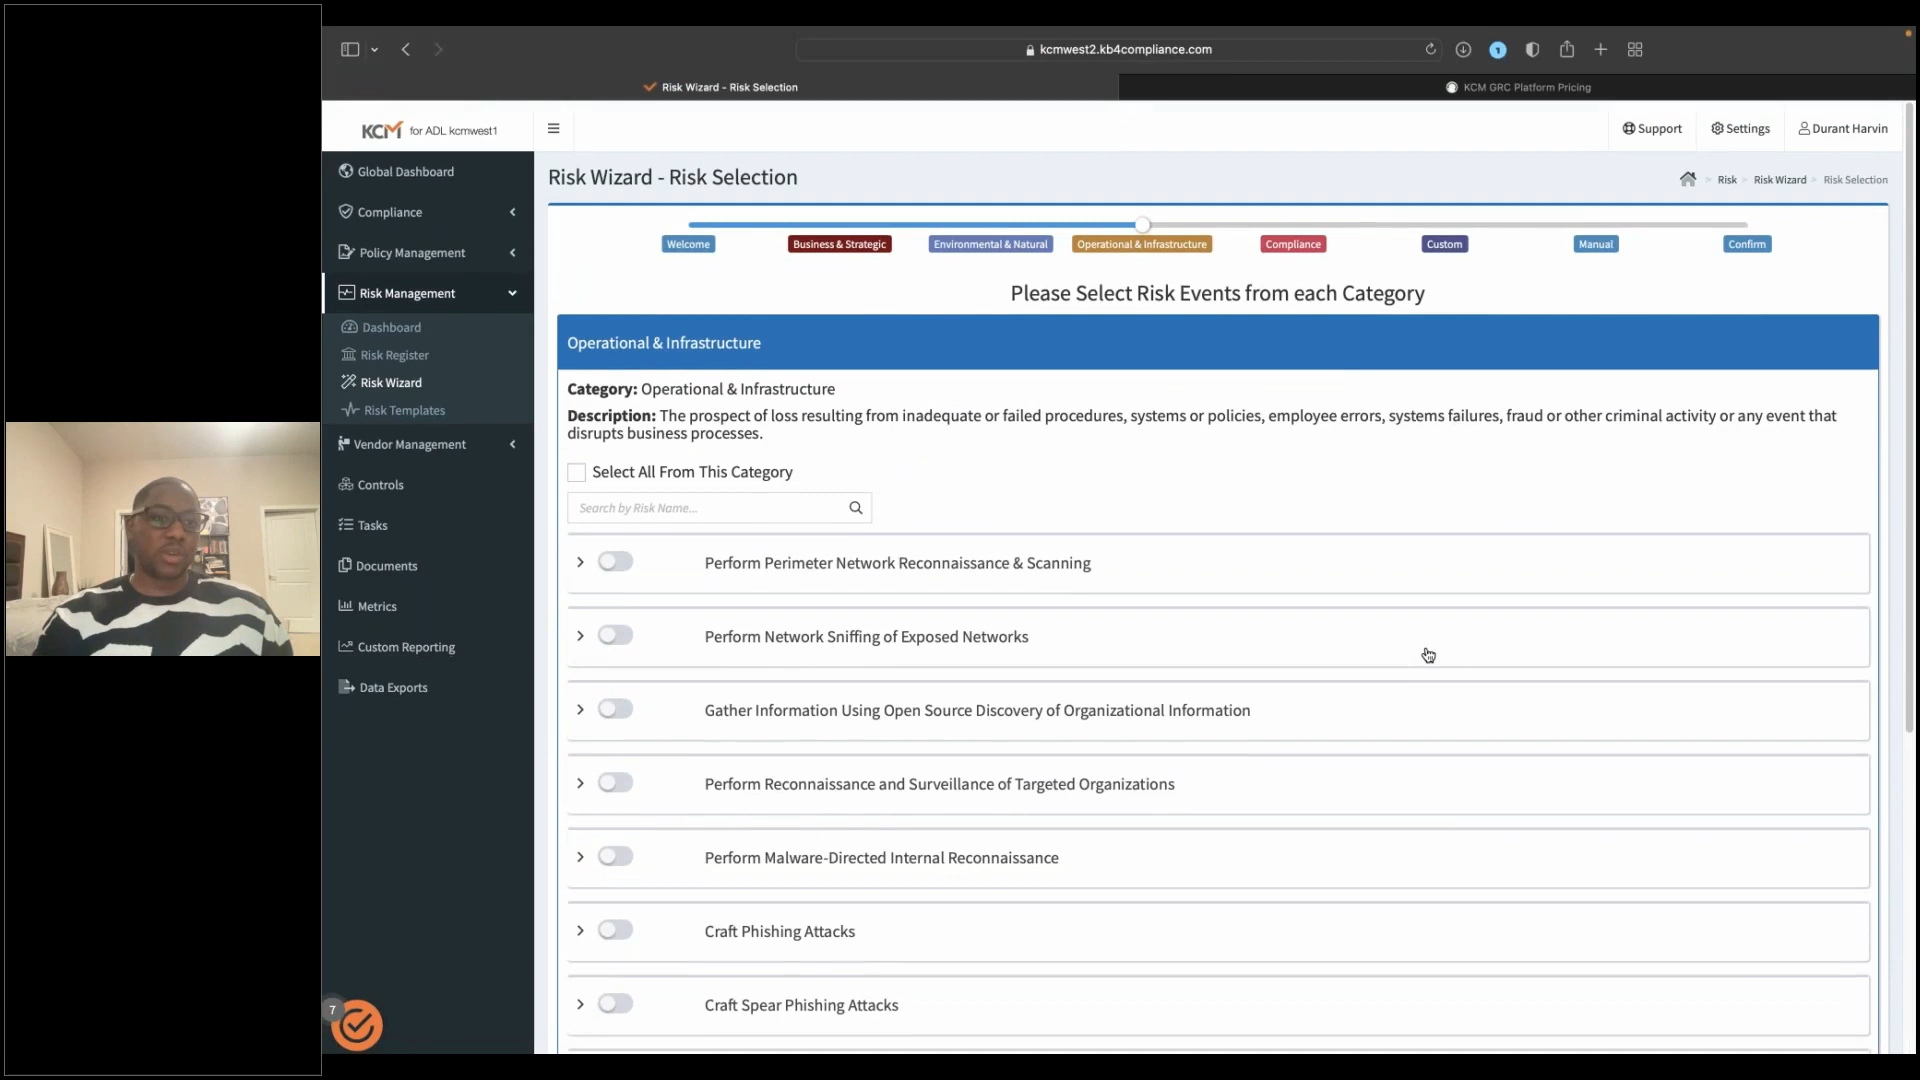 kcmwest2.kb4compliance.com
1
Risk Wizard - Risk Selection
KCM GRC Platform Pricing
KCM for ADL kcmwest1
Support
Settings
Durant Harvin
Global Dashboard
Compliance
Policy Management
Risk Management
Dashboard
Risk Register
Risk Wizard
Risk Templates
Vendor Management
Controls
Tasks
Documents
Metrics
Custom Reporting
Data Exports
7
Risk Wizard - Risk Selection
Risk > Risk Wizard > Risk Selection
Welcome
Business & Strategic
Environmental & Natural
Operational & Infrastructure
Compliance
Custom
Manual
Confirm
Please Select Risk Events from each Category
Operational & Infrastructure
Category: Operational & Infrastructure
Description: The prospect of loss resulting from inadequate or failed procedures, systems or policies, employee errors, systems failures, fraud or other criminal activity or any event that
disrupts business processes.
Select All From This Category
Search by Risk Name...
Perform Perimeter Network Reconnaissance & Scanning
Perform Network Sniffing of Exposed Networks
Gather Information Using Open Source Discovery of Organizational Information
Perform Reconnaissance and Surveillance of Targeted Organizations
Perform Malware-Directed Internal Reconnaissance
Craft Phishing Attacks
Craft Spear Phishing Attacks